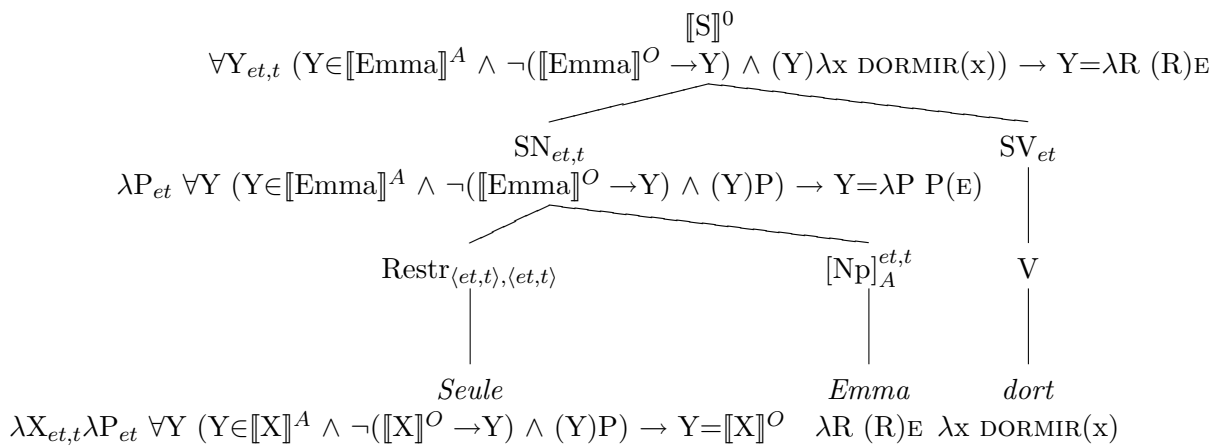 ⟦S⟧⁰
∀Y_{et,t} (Y∈⟦Emma⟧^A ∧ ¬(⟦Emma⟧^O →Y) ∧ (Y)λx DORMIR(x)) → Y=λR (R)E
SN_{et,t} SV_{et}
λP_{et} ∀Y (Y∈⟦Emma⟧^A ∧ ¬(⟦Emma⟧^O →Y) ∧ (Y)P) → Y=λP P(E)
Restr_{⟨et,t⟩,⟨et,t⟩} [Np]_A^{et,t} V
Seule Emma dort
λX_{et,t}λP_{et} ∀Y (Y∈⟦X⟧^A ∧ ¬(⟦X⟧^O →Y) ∧ (Y)P) → Y=⟦X⟧^O λR (R)E λx DORMIR(x)